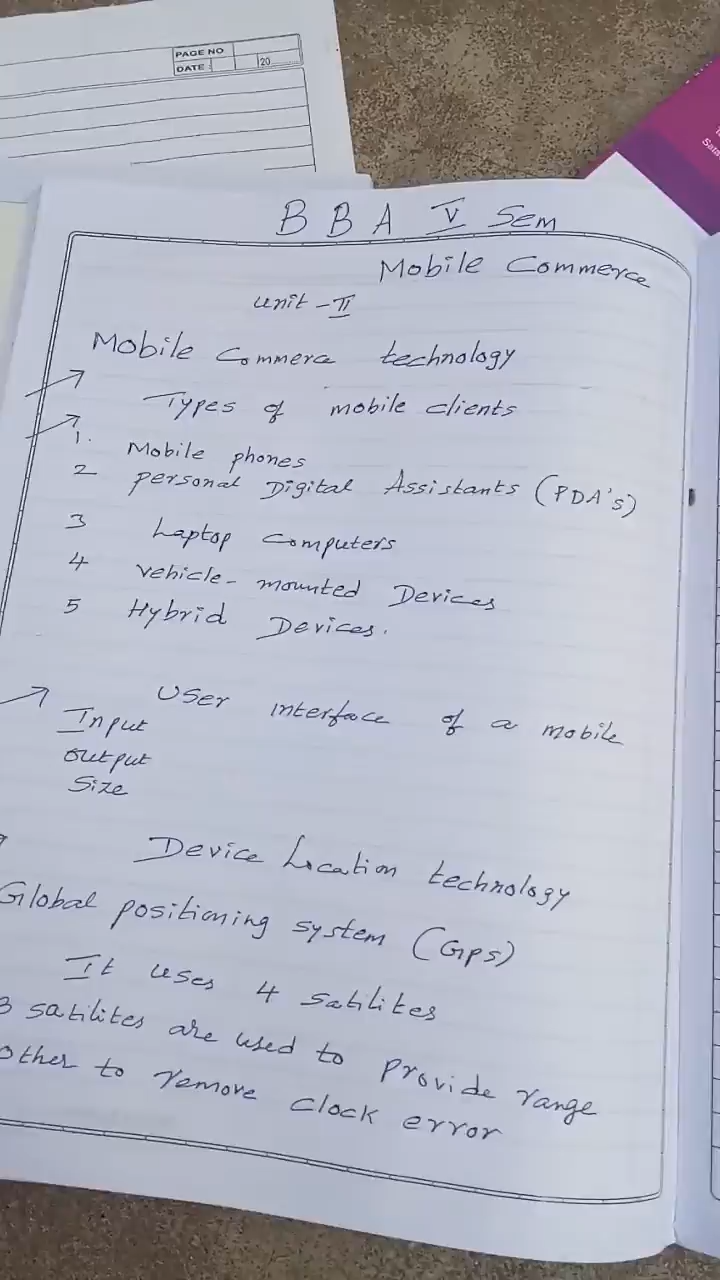 PAGE NO
DATE 20
B B A V Sem
Mobile Commerce
unit - II
Mobile Commerce technology
Types of mobile clients
1. Mobile phones
2 personal Digital Assistants (PDA's)
3 Laptop Computers
4 vehicle-mounted Devices
5 Hybrid Devices.
User interface of a mobile
Input
output
Size
Device Location technology
Global positioning system (GPS)
It uses 4 Satilites
3 satilites are used to provide range
other to remove clock error